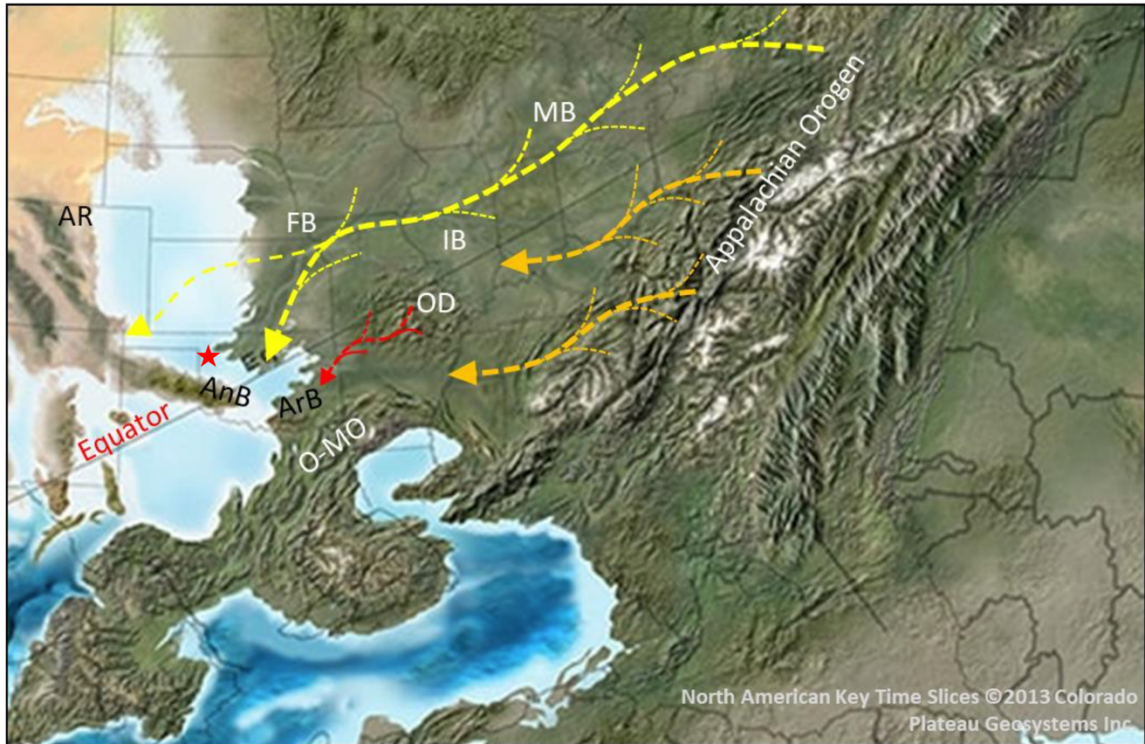 MB
Appalachian Orogen
AR
FB
IB
OD
AnB
ArB
Equator
O-MO
North American Key Time Slices ©2013 Colorado
Plateau Geosystems Inc.